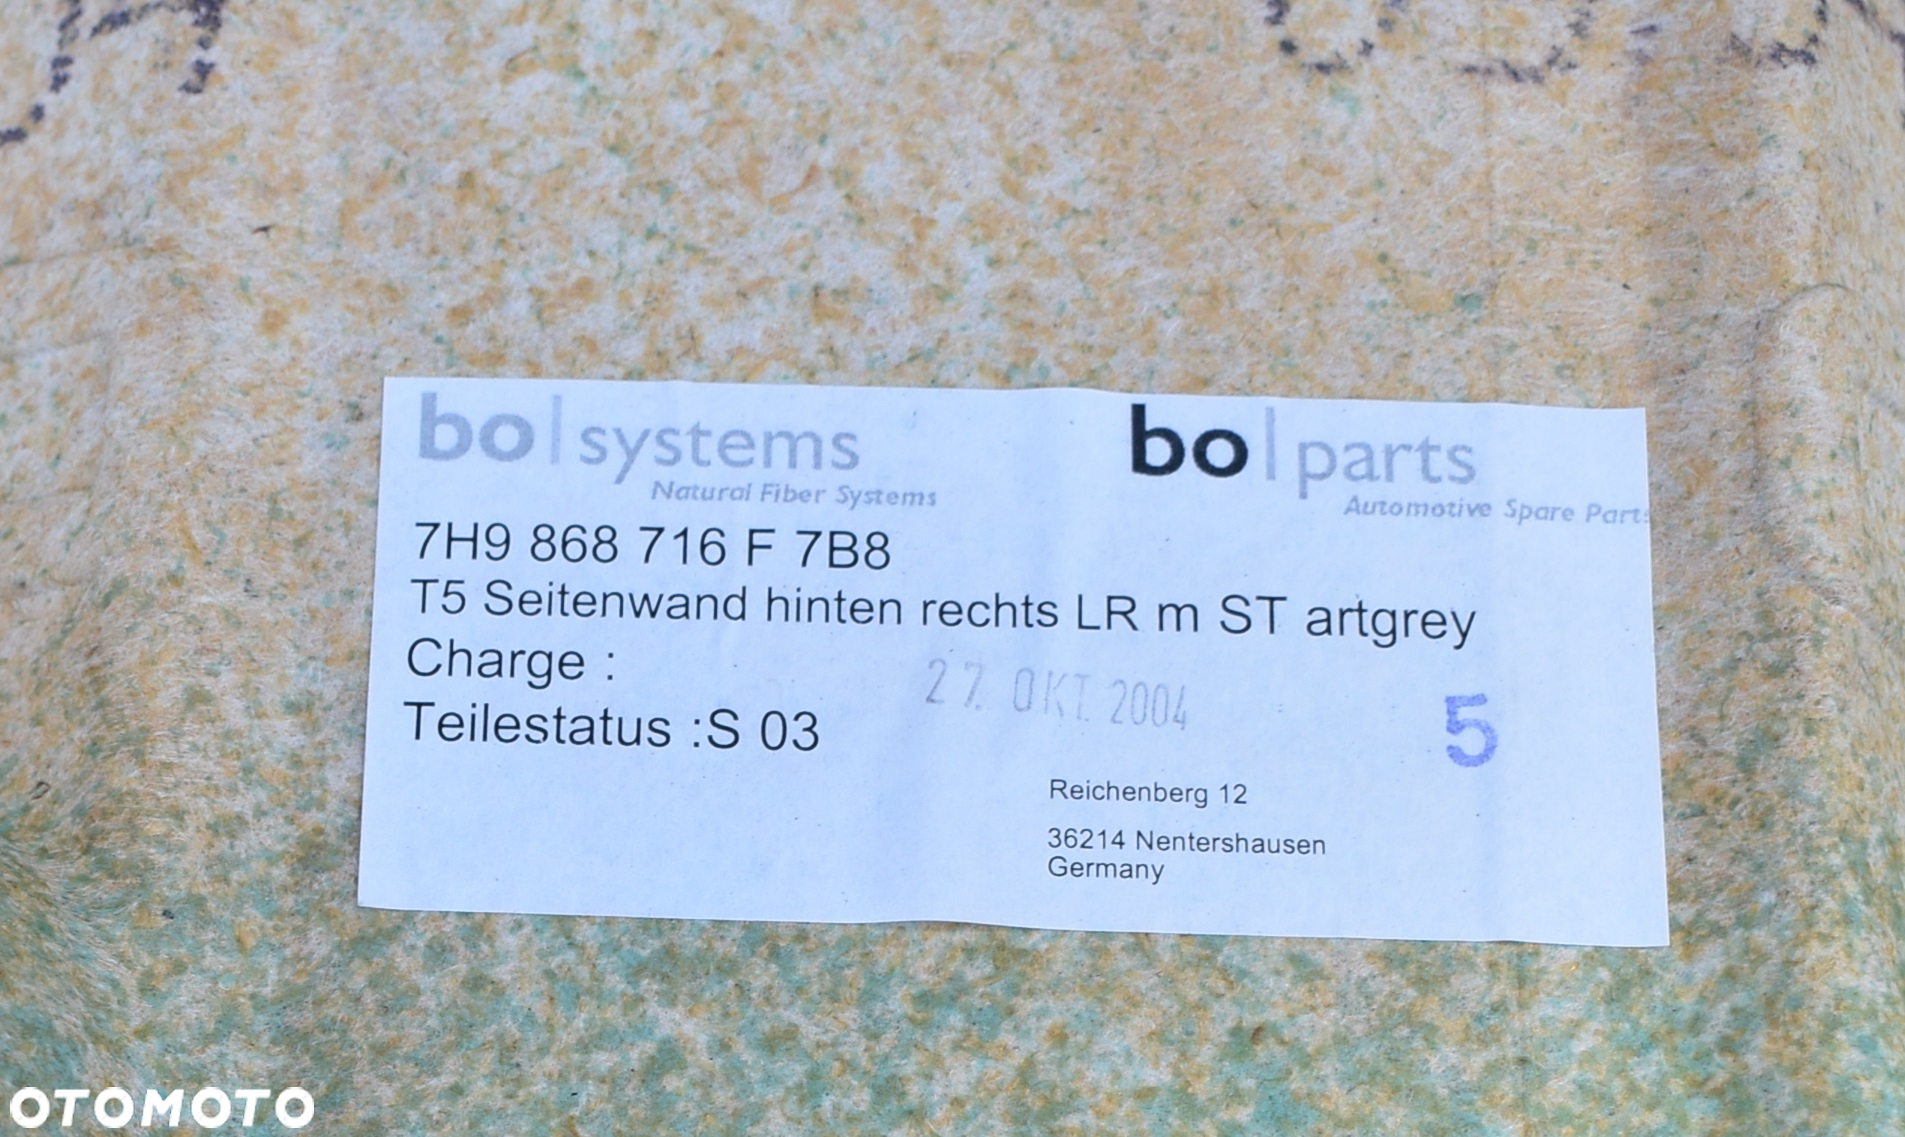 bo|systems
Natural Fiber Systems
bo|parts
Automotive Spare Parts
7H9 868 716 F 7B8
T5 Seitenwand hinten rechts LR m ST artgrey
Charge :
27. OKT. 2004
Teilestatus :S 03
5
Reichenberg 12
36214 Nentershausen
Germany
OTOMOTO